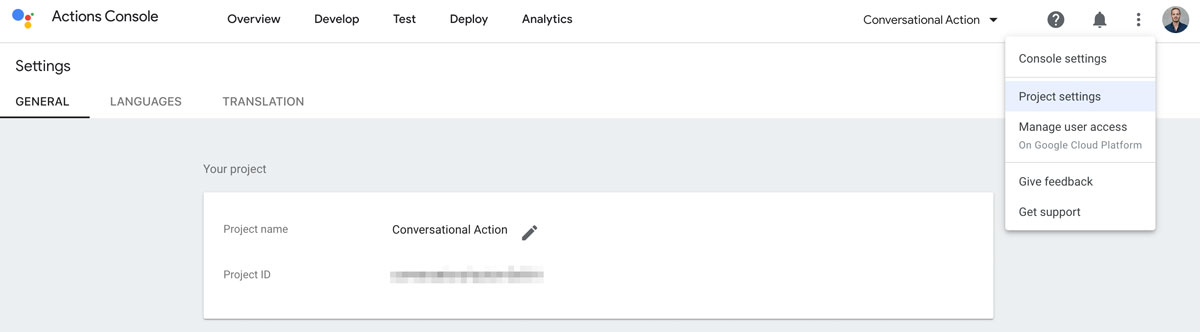 Actions Console
Overview Develop Test Deploy Analytics
Conversational Action
Settings
GENERAL LANGUAGES TRANSLATION
Console settings
Project settings
Manage user access
On Google Cloud Platform
Give feedback
Get support
Your project
Project name Conversational Action
Project ID